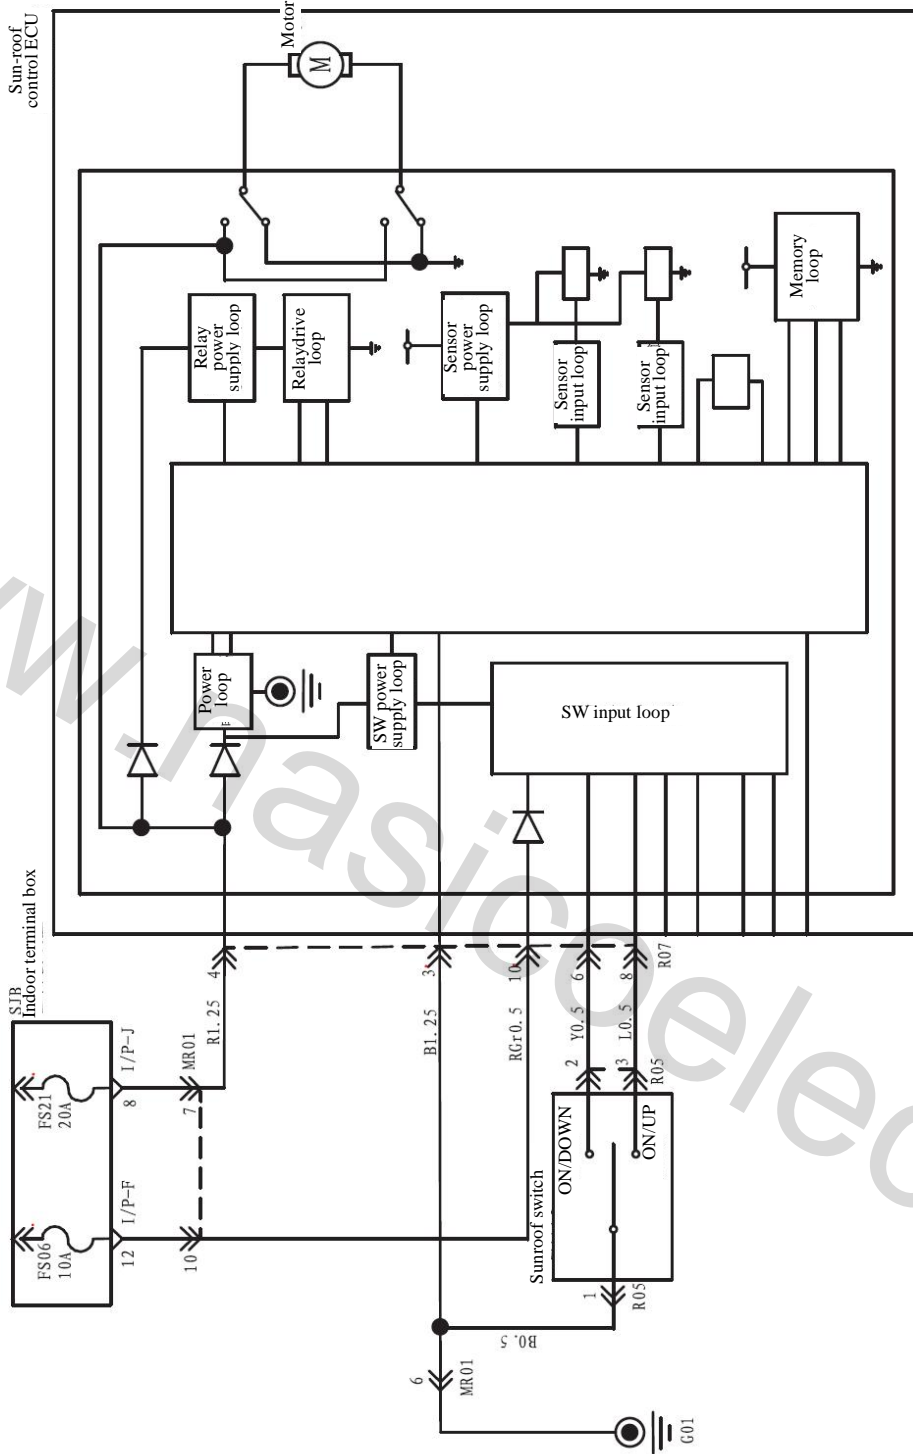 Sun-roof
control ECU
Motor
M
Relay
power
supply loop
Relaydrive
loop
Sensor
power
supply loop
Sensor
input loop
Sensor
input loop
Memory
loop
Power
loop
SW power
supply loop
SW input loop
SJB
Indoor terminal box
FS21
20A
8
I/P-J
FS06
10A
12
I/P-F
7
MR01
10
4
R1.25
3
B1.25
10
RGr0.5
6
Y0.5
8
L0.5
R07
2
3
R05
Sunroof switch
ON/DOWN
ON/UP
1
R05
B0.5
6
MR01
G01
w.nasicoelec